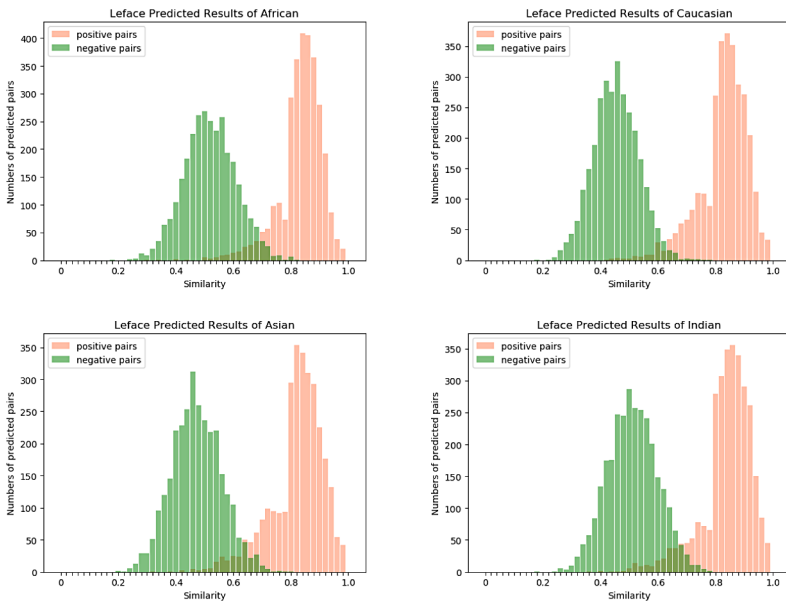 Leface Predicted Results of African
positive pairs
negative pairs
Numbers of predicted pairs
400
350
300
250
200
150
100
50
0
0 0.2 0.4 0.6 0.8 1.0
Similarity
Leface Predicted Results of Caucasian
positive pairs
negative pairs
Numbers of predicted pairs
350
300
250
200
150
100
50
0
0 0.2 0.4 0.6 0.8 1.0
Similarity
Leface Predicted Results of Asian
positive pairs
negative pairs
Numbers of predicted pairs
350
300
250
200
150
100
50
0
0 0.2 0.4 0.6 0.8 1.0
Similarity
Leface Predicted Results of Indian
positive pairs
negative pairs
Numbers of predicted pairs
350
300
250
200
150
100
50
0
0 0.2 0.4 0.6 0.8 1.0
Similarity